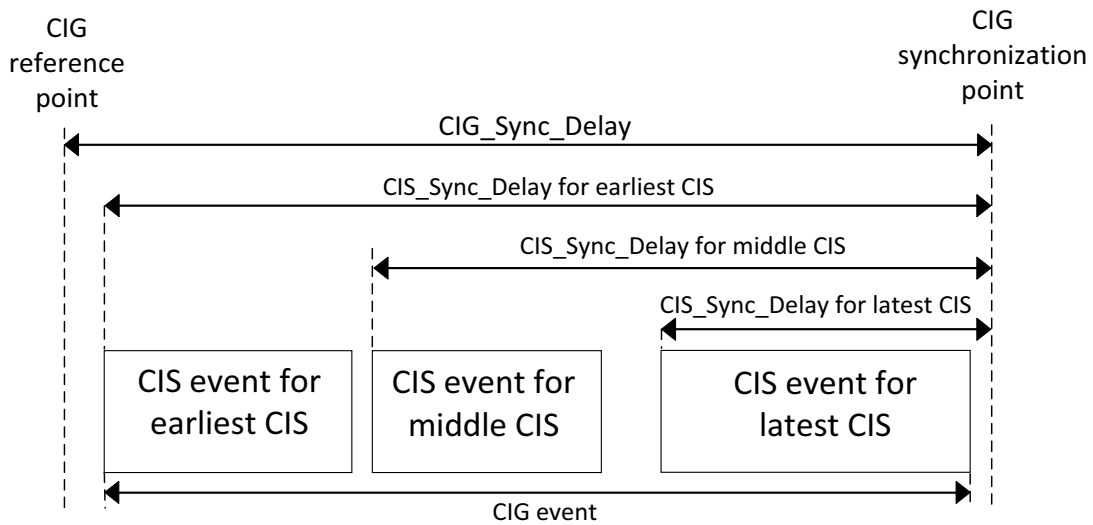 CIG
reference
point
CIG
synchronization
point
CIG_Sync_Delay
CIS_Sync_Delay for earliest CIS
CIS_Sync_Delay for middle CIS
CIS_Sync_Delay for latest CIS
CIS event for
earliest CIS
CIS event for
middle CIS
CIS event for
latest CIS
CIG event